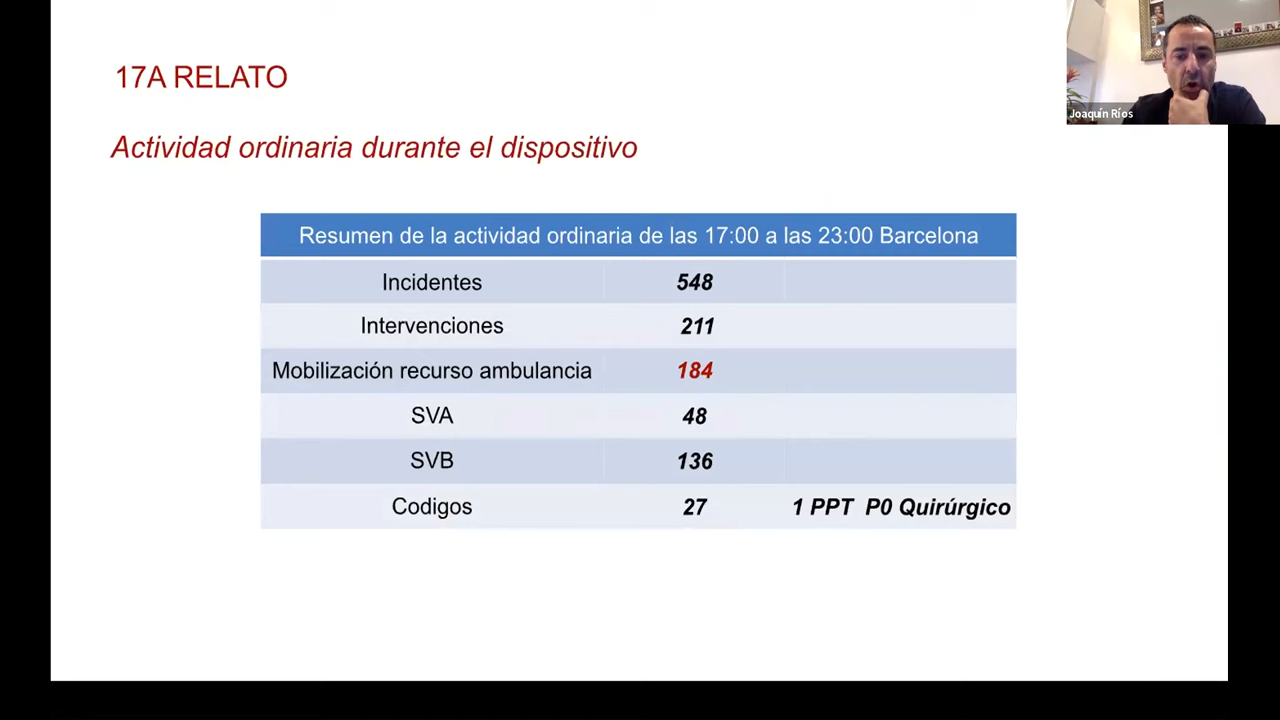 17A RELATO
Joaquín Ríos
Actividad ordinaria durante el dispositivo
Resumen de la actividad ordinaria de las 17:00 a las 23:00 Barcelona
Incidentes 548
Intervenciones 211
Mobilización recurso ambulancia 184
SVA 48
SVB 136
Codigos 27 1 PPT P0 Quirúrgico